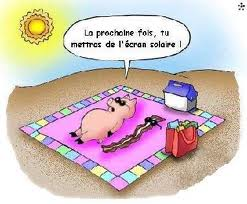 La prochaine fois, tu
mettras de l'écran solaire !